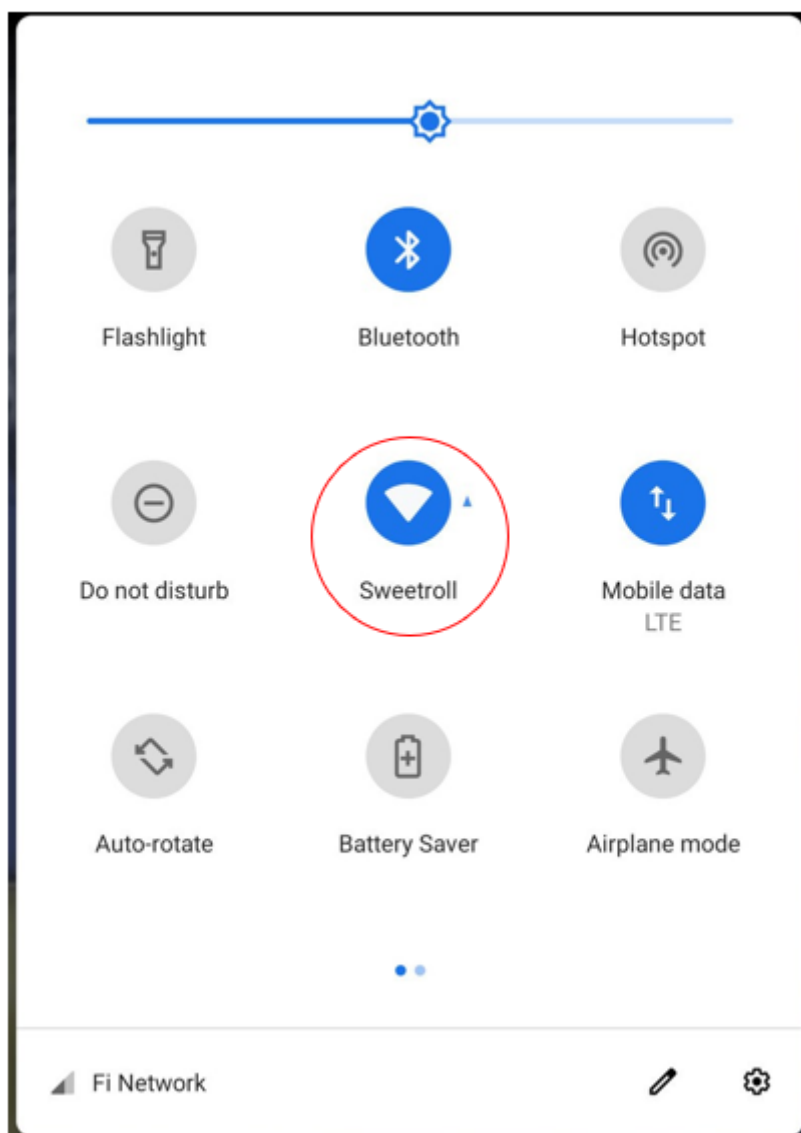 Flashlight
Bluetooth
Hotspot
Do not disturb
Sweetroll
Mobile data
LTE
Auto-rotate
Battery Saver
Airplane mode
Fi Network